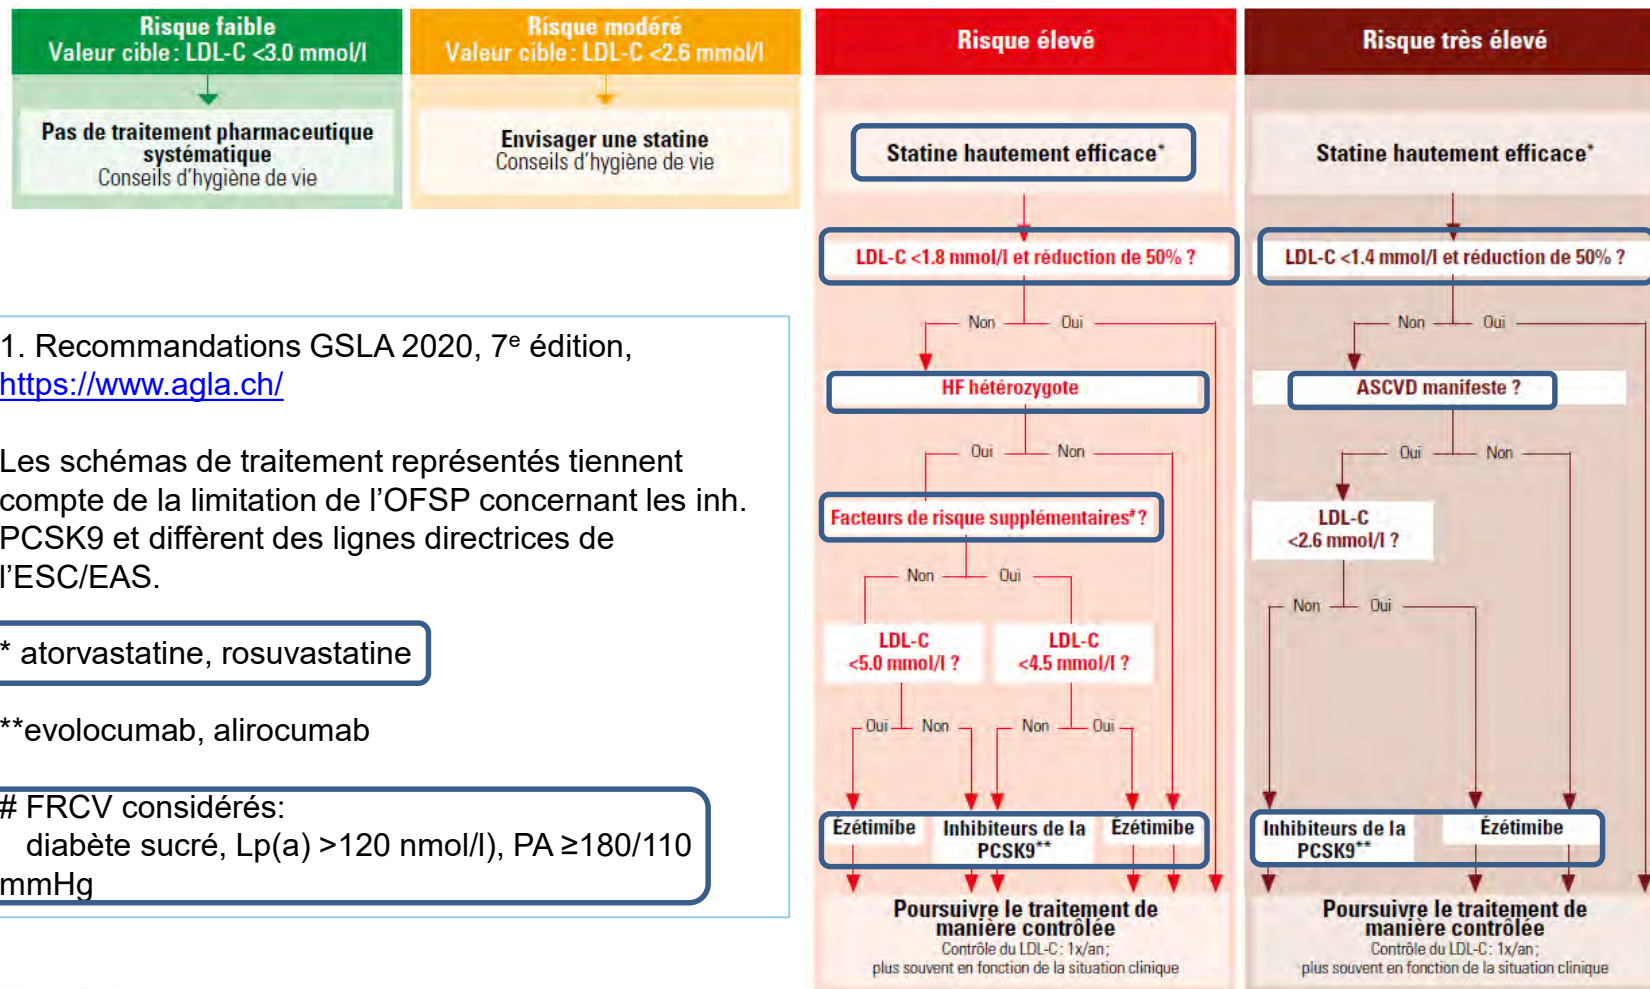 Risque faible
Valeur cible: LDL-C <3.0 mmol/l
Pas de traitement pharmaceutique
systématique
Conseils d'hygiène de vie
Risque modéré
Valeur cible: LDL-C <2.6 mmol/l
Envisager une statine
Conseils d'hygiène de vie
1. Recommandations GSLA 2020, 7e édition,
https://www.agla.ch/
Les schémas de traitement représentés tiennent
compte de la limitation de l'OFSP concernant les inh.
PCSK9 et diffèrent des lignes directrices de
l'ESC/EAS.
* atorvastatine, rosuvastatine
**evolocumab, alirocumab
# FRCV considérés:
diabète sucré, Lp(a) >120 nmol/l), PA ≥180/110
mmHg
Risque élevé
Statine hautement efficace*
LDL-C <1.8 mmol/l et réduction de 50% ?
Non Oui
HF hétérozygote
Oui Non
Facteurs de risque supplémentaires#?
Non Oui
LDL-C
<5.0 mmol/l ?
LDL-C
<4.5 mmol/l ?
Oui Non
Non Oui
Ézétimibe
Inhibiteurs de la
PCSK9**
Ézétimibe
Poursuivre le traitement de
manière contrôlée
Contrôle du LDL-C: 1x/an;
plus souvent en fonction de la situation clinique
Risque très élevé
Statine hautement efficace*
LDL-C <1.4 mmol/l et réduction de 50% ?
Non Oui
ASCVD manifeste ?
Oui Non
LDL-C
<2.6 mmol/l ?
Non Oui
Inhibiteurs de la
PCSK9**
Ézétimibe
Poursuivre le traitement de
manière contrôlée
Contrôle du LDL-C: 1x/an;
plus souvent en fonction de la situation clinique